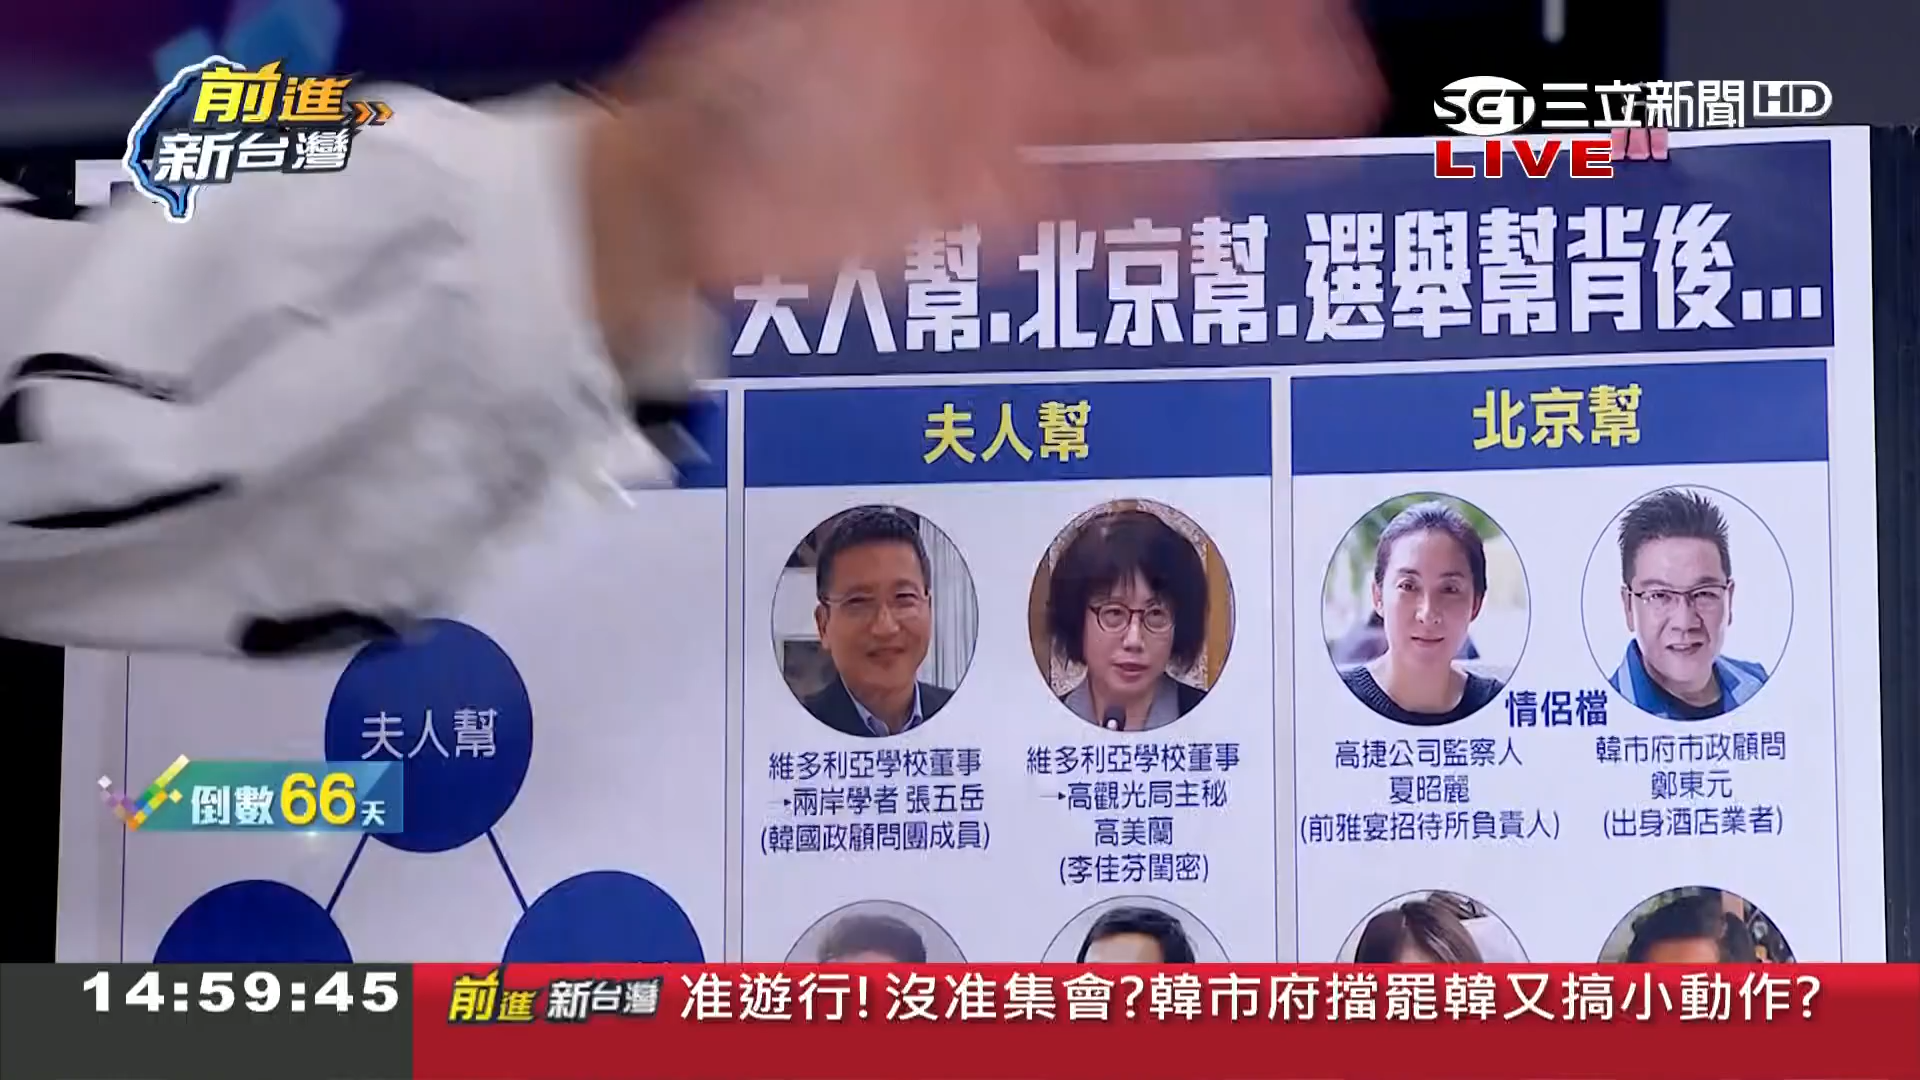 前進
新台灣
SET三立新聞HD
LIVE
夫人幫.北京幫.選舉幫背後...
夫人幫
北京幫
夫人幫
情侶檔
維多利亞學校董事
→兩岸學者 張五岳
(韓國政顧問團成員)
維多利亞學校董事
→高觀光局主秘
高美蘭
(李佳芬閨密)
高捷公司監察人
夏昭麗
(前雅宴招待所負責人)
韓市府市政顧問
鄭東元
(出身酒店業者)
倒數66天
14:59:45
前進新台灣 准遊行!沒准集會?韓市府擋罷韓又搞小動作?